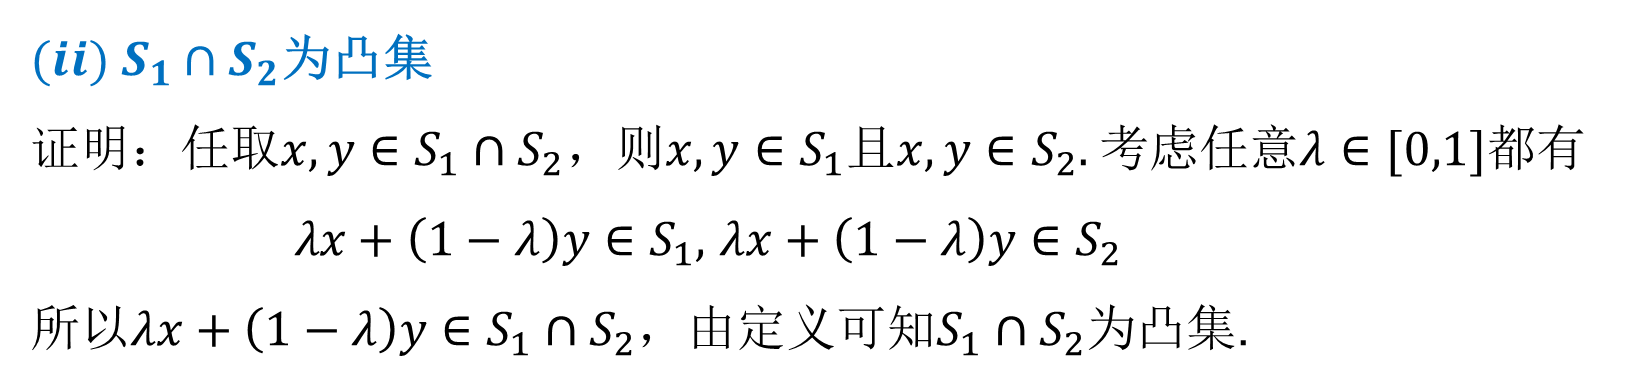 (ii) S₁ ∩ S₂为凸集
证明：任取x, y ∈ S₁ ∩ S₂，则x, y ∈ S₁且x, y ∈ S₂. 考虑任意λ ∈ [0,1]都有
λx + (1 − λ)y ∈ S₁, λx + (1 − λ)y ∈ S₂
所以λx + (1 − λ)y ∈ S₁ ∩ S₂，由定义可知S₁ ∩ S₂为凸集.